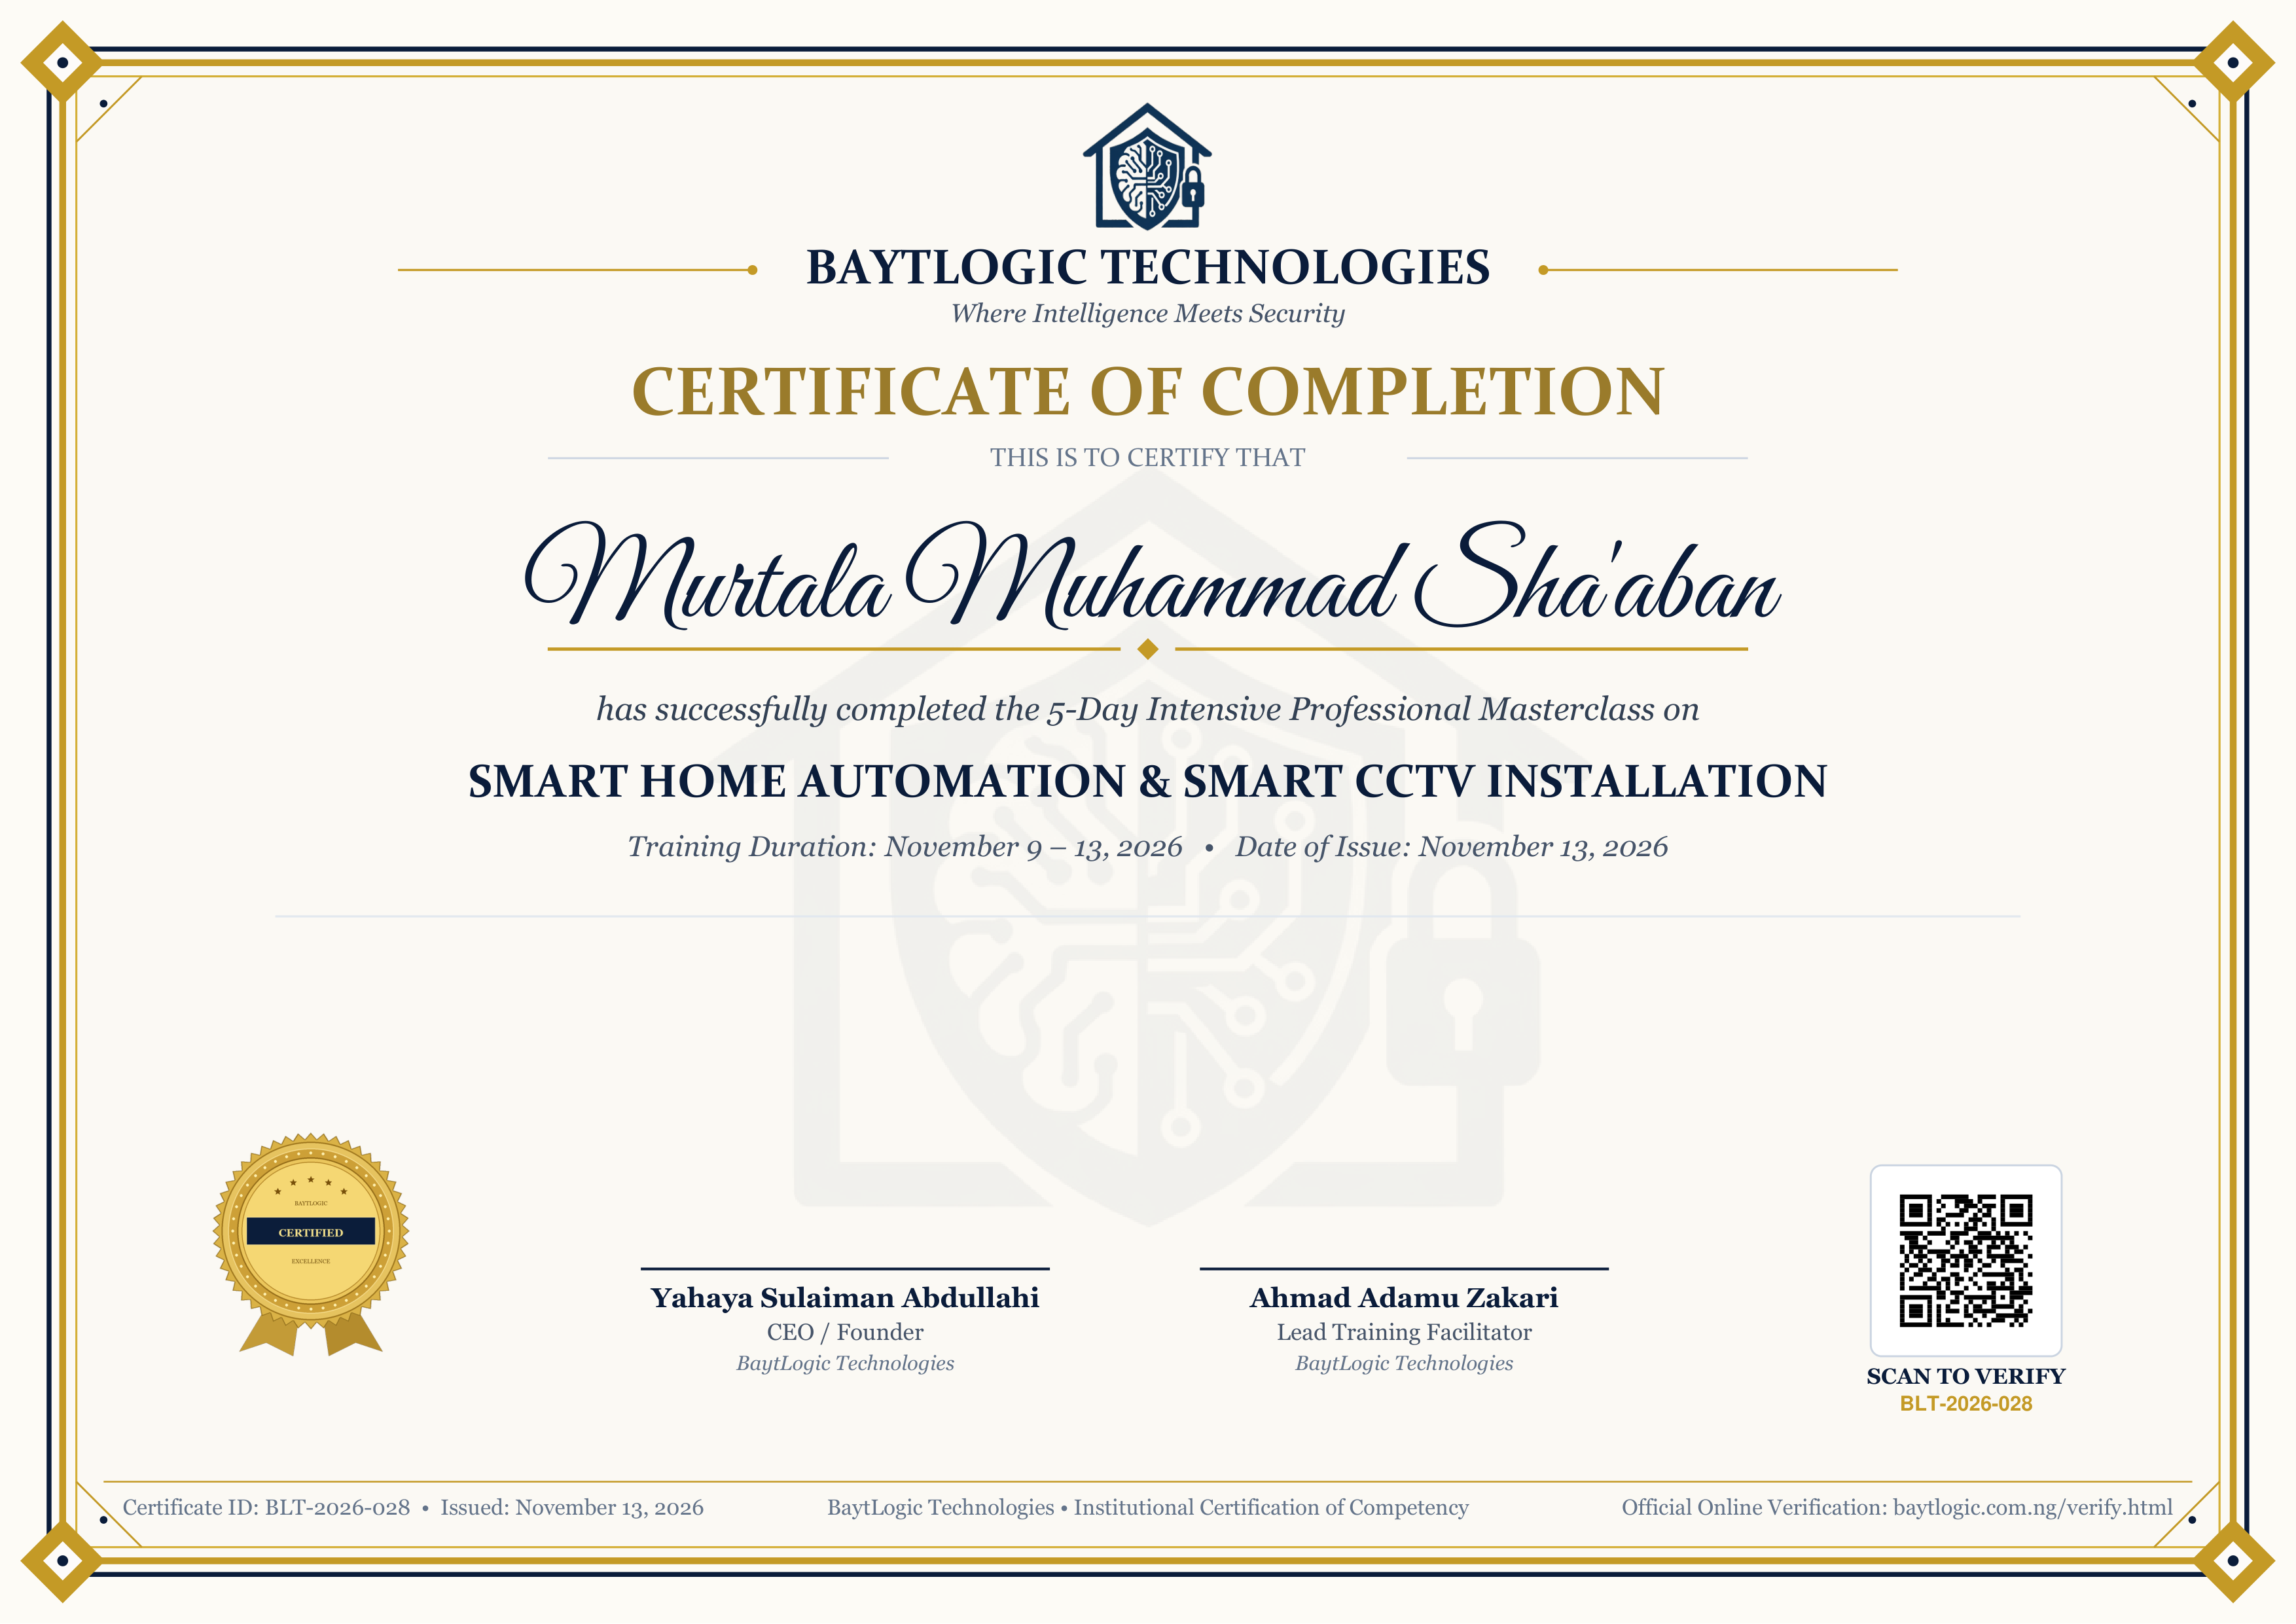 BAYTLOGIC TECHNOLOGIES
Where Intelligence Meets Security
CERTIFICATE OF COMPLETION
THIS IS TO CERTIFY THAT
Murtala Muhammad Sha'aban
has successfully completed the 5-Day Intensive Professional Masterclass on
SMART HOME AUTOMATION & SMART CCTV INSTALLATION
Training Duration: November 9 – 13, 2026 • Date of Issue: November 13, 2026
BAYTLOGIC
CERTIFIED
EXCELLENCE
Yahaya Sulaiman Abdullahi
CEO / Founder
BaytLogic Technologies
Ahmad Adamu Zakari
Lead Training Facilitator
BaytLogic Technologies
SCAN TO VERIFY
BLT-2026-028
Certificate ID: BLT-2026-028 • Issued: November 13, 2026
BaytLogic Technologies • Institutional Certification of Competency
Official Online Verification: baytlogic.com.ng/verify.html